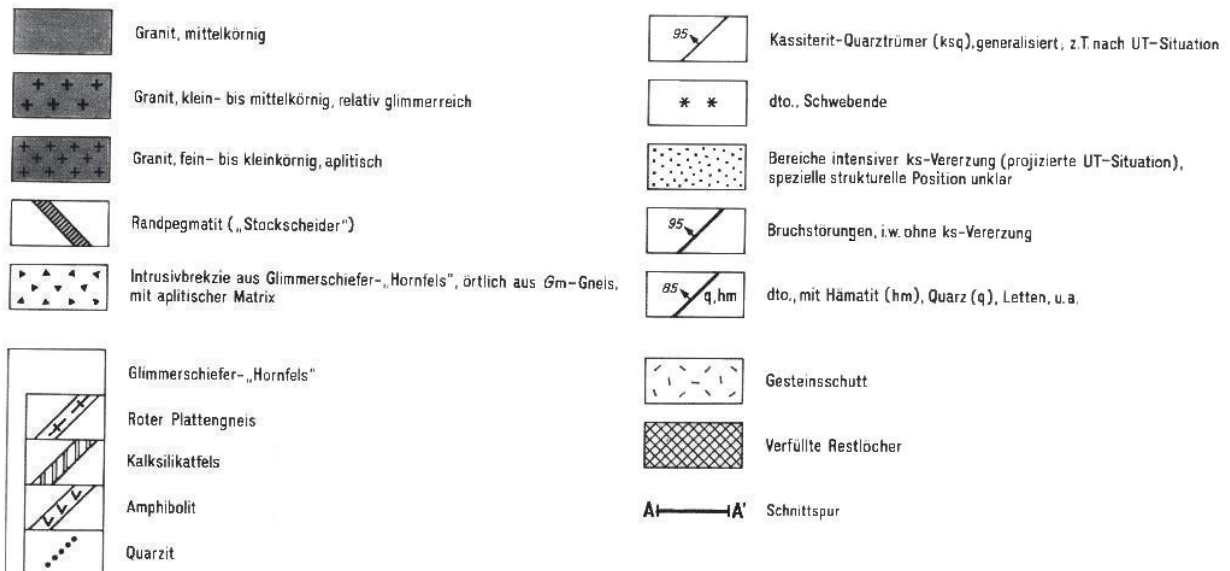 Granit, mittelkörnig
Granit, klein- bis mittelkörnig, relativ glimmerreich
Granit, fein- bis kleinkörnig, aplitisch
Randpegmatit („Stockscheider")
Intrusivbrekzie aus Glimmerschiefer-„Hornfels", örtlich aus Gm-Gneis,
mit aplitischer Matrix
Glimmerschiefer-„Hornfels"
Roter Plattengneis
Kalksilikatfels
Amphibolit
Quarzit
95 Kassiterit-Quarztrümer (ksq), generalisiert, z.T. nach UT-Situation
dto., Schwebende
Bereiche intensiver ks-Vererzung (projizierte UT-Situation),
spezielle strukturelle Position unklar
95 Bruchstörungen, i.w. ohne ks-Vererzung
85 q,hm dto., mit Hämatit (hm), Quarz (q), Letten, u.a.
Gesteinsschutt
Verfüllte Restlöcher
A A' Schnittspur